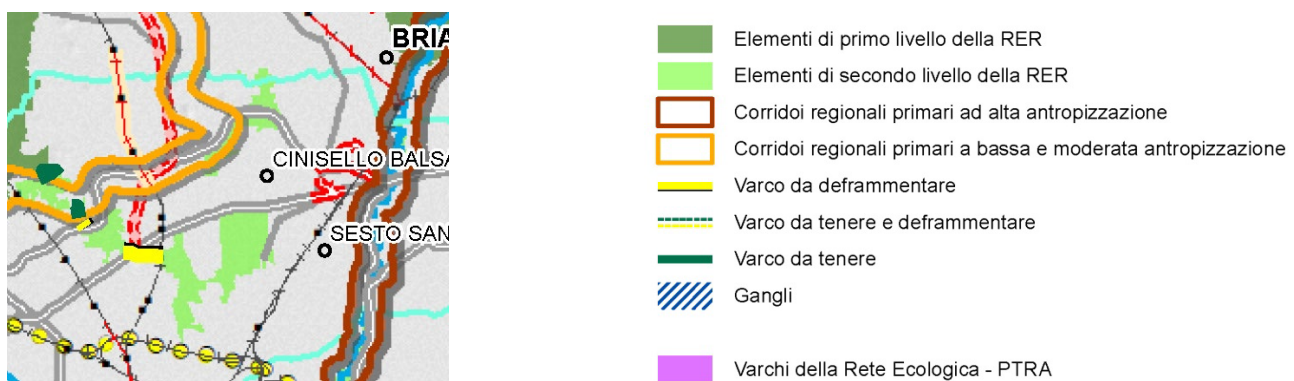 BRIA
CINISELLO BALSA
SESTO SAN
Elementi di primo livello della RER
Elementi di secondo livello della RER
Corridoi regionali primari ad alta antropizzazione
Corridoi regionali primari a bassa e moderata antropizzazione
Varco da deframmentare
Varco da tenere e deframmentare
Varco da tenere
Gangli
Varchi della Rete Ecologica - PTRA